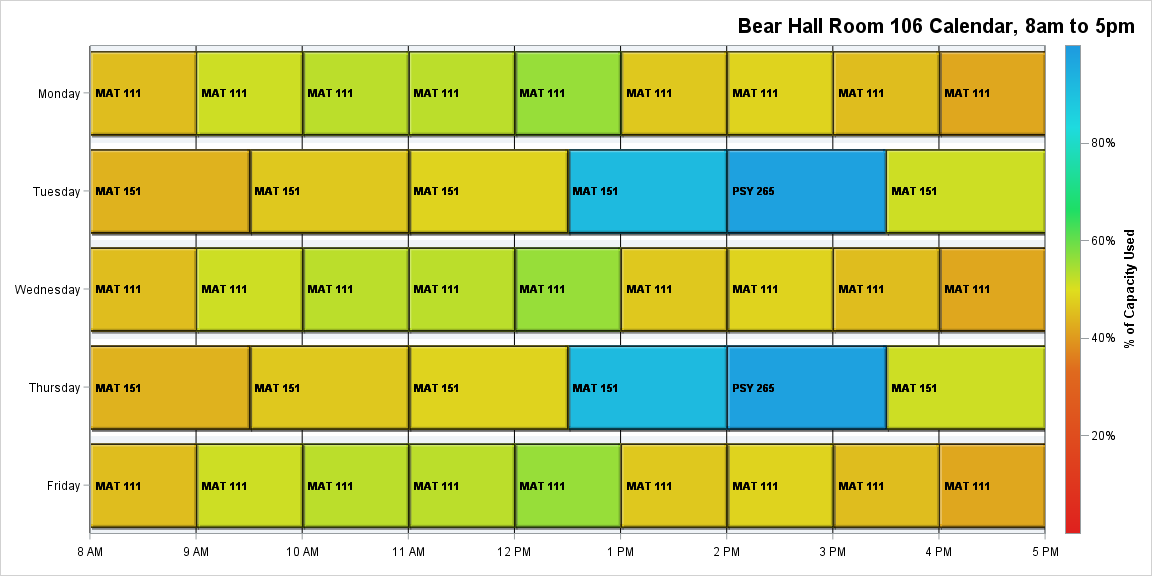 Bear Hall Room 106 Calendar, 8am to 5pm
Monday
MAT 111
MAT 111
MAT 111
MAT 111
MAT 111
MAT 111
MAT 111
MAT 111
MAT 111
Tuesday
MAT 151
MAT 151
MAT 151
MAT 151
PSY 265
MAT 151
Wednesday
MAT 111
MAT 111
MAT 111
MAT 111
MAT 111
MAT 111
MAT 111
MAT 111
MAT 111
Thursday
MAT 151
MAT 151
MAT 151
MAT 151
PSY 265
MAT 151
Friday
MAT 111
MAT 111
MAT 111
MAT 111
MAT 111
MAT 111
MAT 111
MAT 111
MAT 111
8 AM
9 AM
10 AM
11 AM
12 PM
1 PM
2 PM
3 PM
4 PM
5 PM
80%
60%
40%
20%
% of Capacity Used